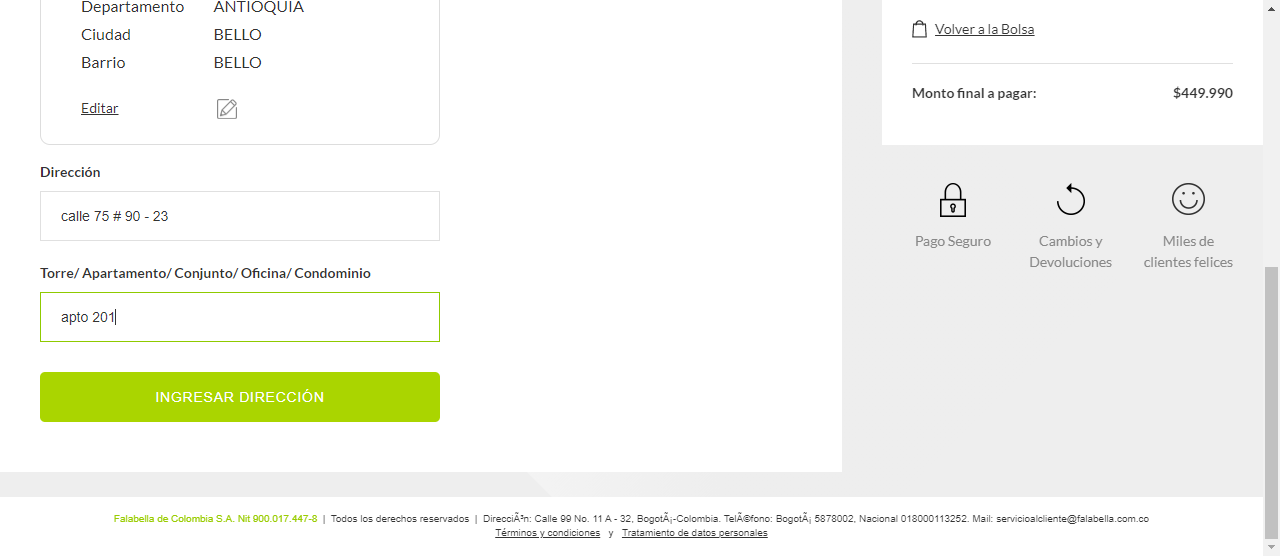 Departamento ANTIOQUIA
Ciudad BELLO
Barrio BELLO
Editar
Dirección
calle 75 # 90 - 23
Torre/ Apartamento/ Conjunto/ Oficina/ Condominio
apto 201
INGRESAR DIRECCIÓN
Volver a la Bolsa
Monto final a pagar: $449.990
Pago Seguro
Cambios y
Devoluciones
Miles de
clientes felices
Falabella de Colombia S.A. Nit 900.017.447-8 | Todos los derechos reservados | DirecciÃ³n: Calle 99 No. 11 A - 32, BogotÃ¡-Colombia. TelÃ©fono: BogotÃ¡ 5878002, Nacional 018000113252. Mail: servicioalcliente@falabella.com.co
Términos y condiciones y Tratamiento de datos personales